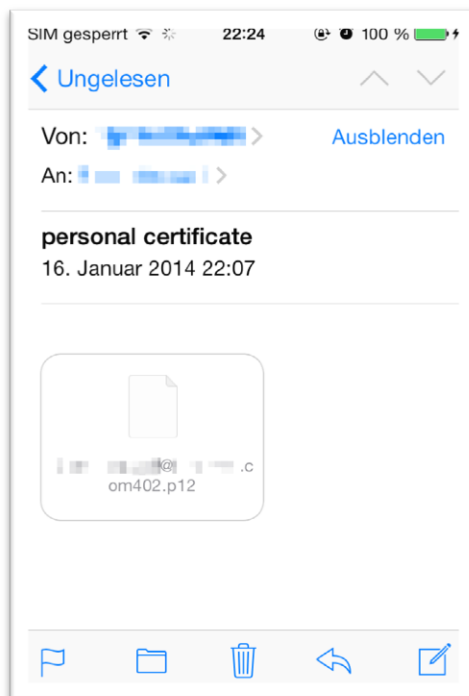 SIM gesperrt 22:24 100 %
Ungelesen
Von: Ausblenden
An:
personal certificate
16. Januar 2014 22:07
@ .c
om402.p12